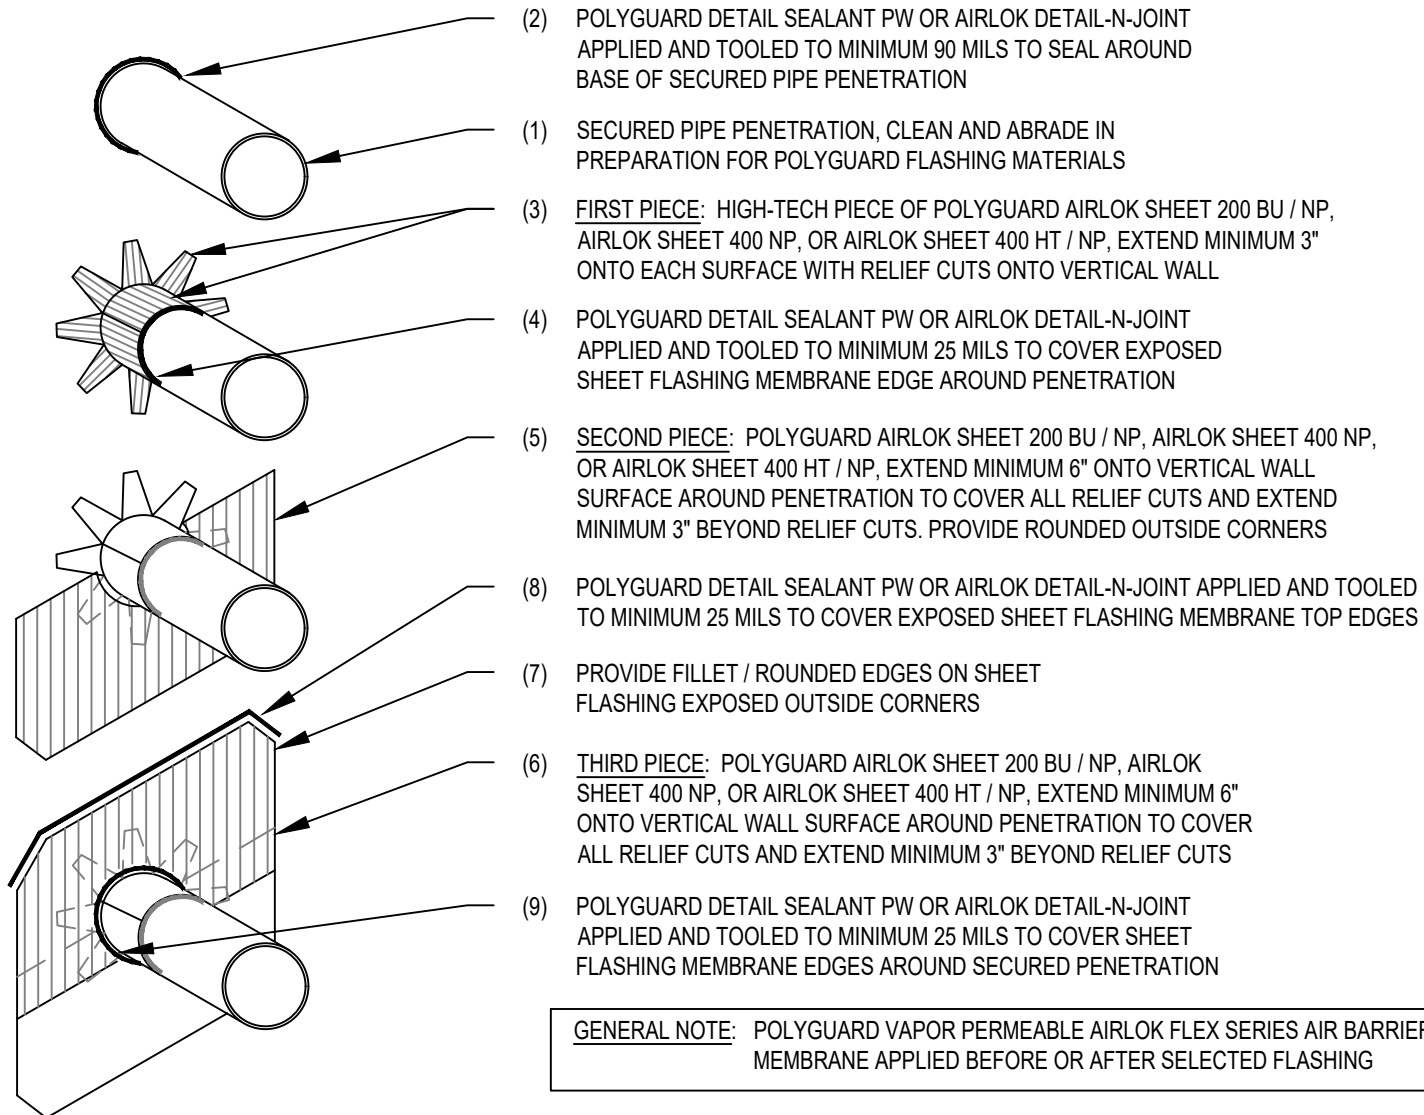 (2) POLYGUARD DETAIL SEALANT PW OR AIRLOK DETAIL-N-JOINT
APPLIED AND TOOLED TO MINIMUM 90 MILS TO SEAL AROUND
BASE OF SECURED PIPE PENETRATION
(1) SECURED PIPE PENETRATION, CLEAN AND ABRADE IN
PREPARATION FOR POLYGUARD FLASHING MATERIALS
(3) FIRST PIECE: HIGH-TECH PIECE OF POLYGUARD AIRLOK SHEET 200 BU / NP,
AIRLOK SHEET 400 NP, OR AIRLOK SHEET 400 HT / NP, EXTEND MINIMUM 3"
ONTO EACH SURFACE WITH RELIEF CUTS ONTO VERTICAL WALL
(4) POLYGUARD DETAIL SEALANT PW OR AIRLOK DETAIL-N-JOINT
APPLIED AND TOOLED TO MINIMUM 25 MILS TO COVER EXPOSED
SHEET FLASHING MEMBRANE EDGE AROUND PENETRATION
(5) SECOND PIECE: POLYGUARD AIRLOK SHEET 200 BU / NP, AIRLOK SHEET 400 NP,
OR AIRLOK SHEET 400 HT / NP, EXTEND MINIMUM 6" ONTO VERTICAL WALL
SURFACE AROUND PENETRATION TO COVER ALL RELIEF CUTS AND EXTEND
MINIMUM 3" BEYOND RELIEF CUTS. PROVIDE ROUNDED OUTSIDE CORNERS
(8) POLYGUARD DETAIL SEALANT PW OR AIRLOK DETAIL-N-JOINT APPLIED AND TOOLED
TO MINIMUM 25 MILS TO COVER EXPOSED SHEET FLASHING MEMBRANE TOP EDGES
(7) PROVIDE FILLET / ROUNDED EDGES ON SHEET
FLASHING EXPOSED OUTSIDE CORNERS
(6) THIRD PIECE: POLYGUARD AIRLOK SHEET 200 BU / NP, AIRLOK
SHEET 400 NP, OR AIRLOK SHEET 400 HT / NP, EXTEND MINIMUM 6"
ONTO VERTICAL WALL SURFACE AROUND PENETRATION TO COVER
ALL RELIEF CUTS AND EXTEND MINIMUM 3" BEYOND RELIEF CUTS
(9) POLYGUARD DETAIL SEALANT PW OR AIRLOK DETAIL-N-JOINT
APPLIED AND TOOLED TO MINIMUM 25 MILS TO COVER SHEET
FLASHING MEMBRANE EDGES AROUND SECURED PENETRATION
GENERAL NOTE: POLYGUARD VAPOR PERMEABLE AIRLOK FLEX SERIES AIR BARRIER
MEMBRANE APPLIED BEFORE OR AFTER SELECTED FLASHING